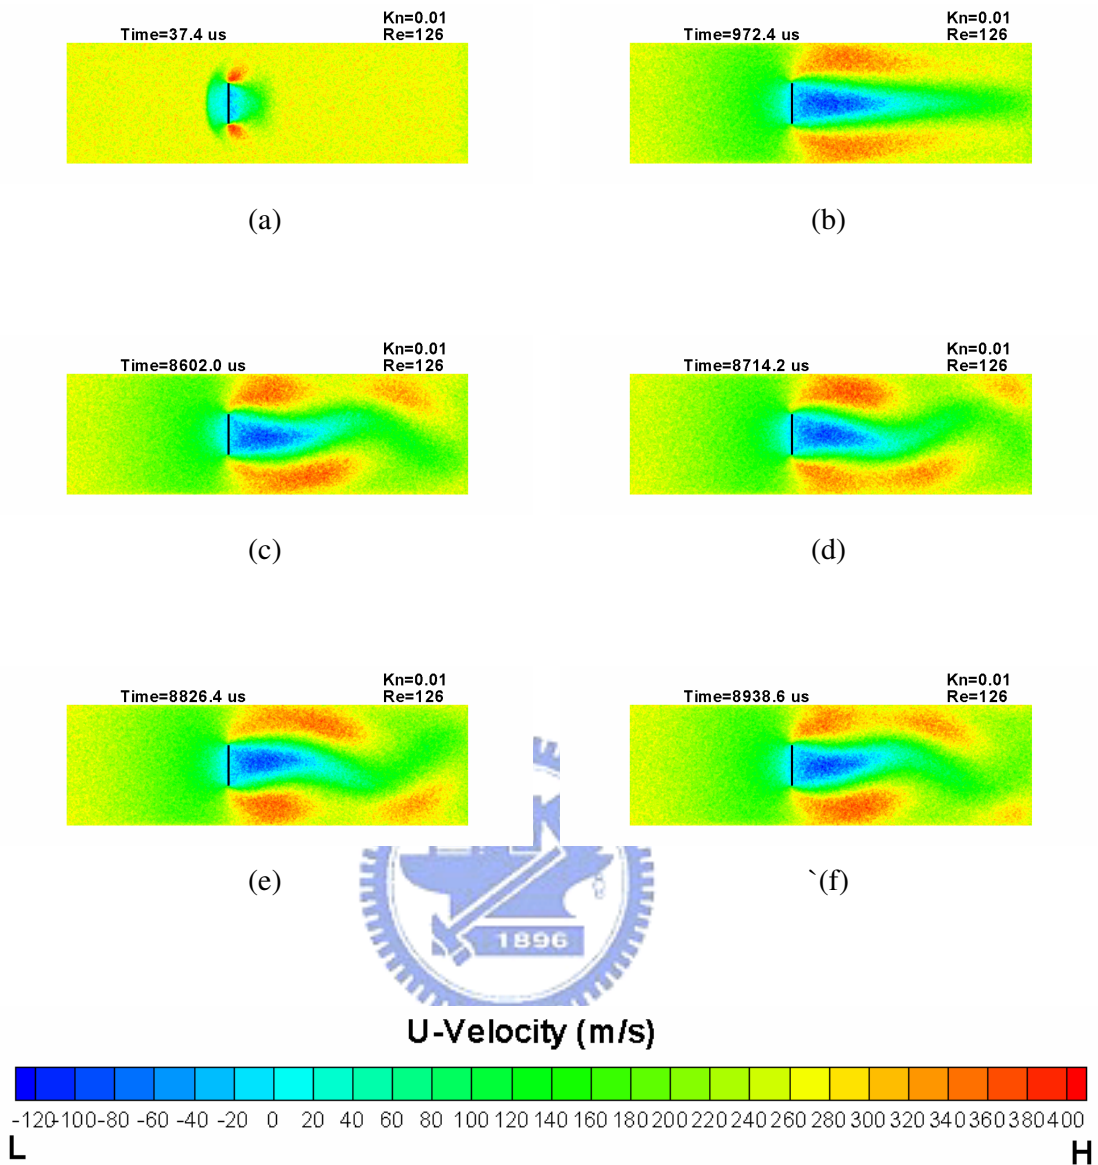 Time=37.4 us
Kn=0.01
Re=126
(a)
Time=972.4 us
Kn=0.01
Re=126
(b)
Time=8602.0 us
Kn=0.01
Re=126
(c)
Time=8714.2 us
Kn=0.01
Re=126
(d)
Time=8826.4 us
Kn=0.01
Re=126
(e)
Time=8938.6 us
Kn=0.01
Re=126
`(f)
1896
U-Velocity (m/s)
-120 -100 -80 -60 -40 -20 0 20 40 60 80 100 120 140 160 180 200 220 240 260 280 300 320 340 360 380 400
L H